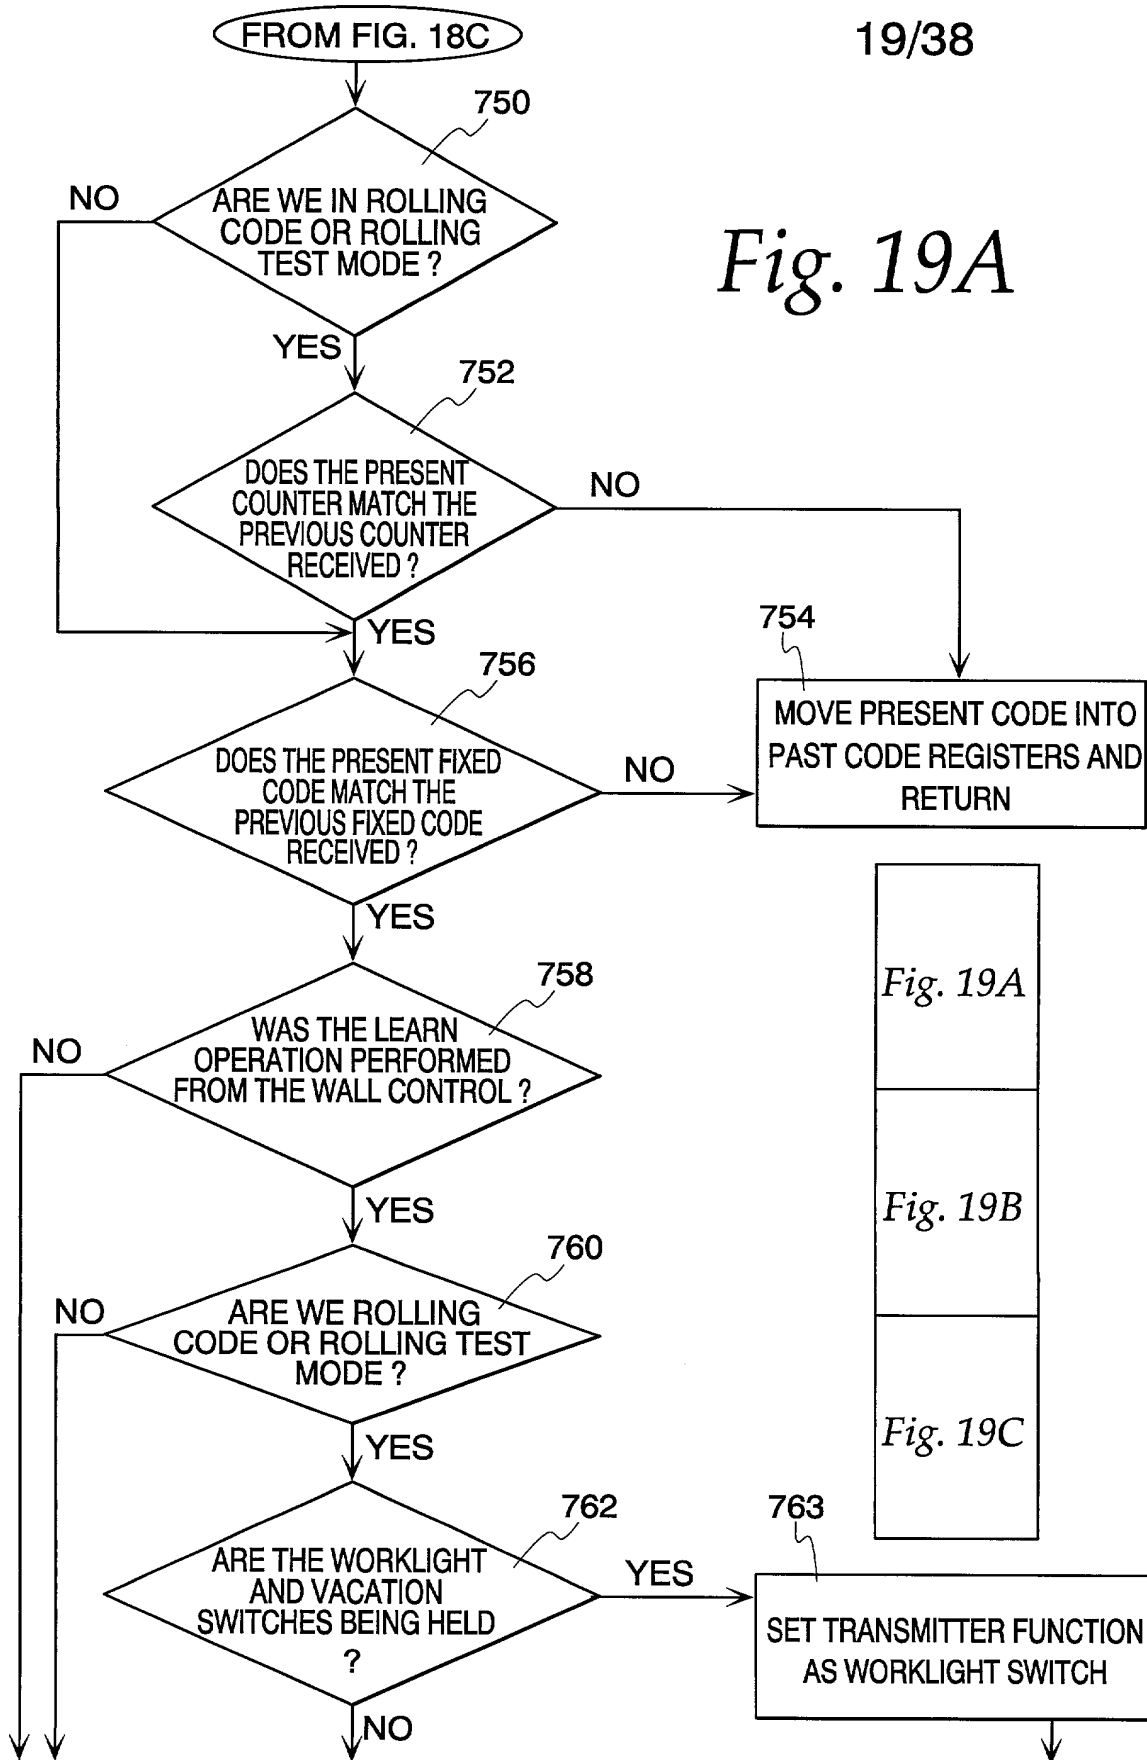 FROM FIG. 18C
19/38
750
NO
ARE WE IN ROLLING
CODE OR ROLLING
TEST MODE ?
Fig. 19A
YES
752
DOES THE PRESENT
COUNTER MATCH THE
PREVIOUS COUNTER
RECEIVED ?
NO
YES
754
MOVE PRESENT CODE INTO
PAST CODE REGISTERS AND
RETURN
756
DOES THE PRESENT FIXED
CODE MATCH THE
PREVIOUS FIXED CODE
RECEIVED ?
NO
YES
758
NO
WAS THE LEARN
OPERATION PERFORMED
FROM THE WALL CONTROL ?
Fig. 19A
YES
Fig. 19B
760
NO
ARE WE ROLLING
CODE OR ROLLING TEST
MODE ?
Fig. 19C
YES
762
ARE THE WORKLIGHT
AND VACATION
SWITCHES BEING HELD
?
YES
763
SET TRANSMITTER FUNCTION
AS WORKLIGHT SWITCH
NO